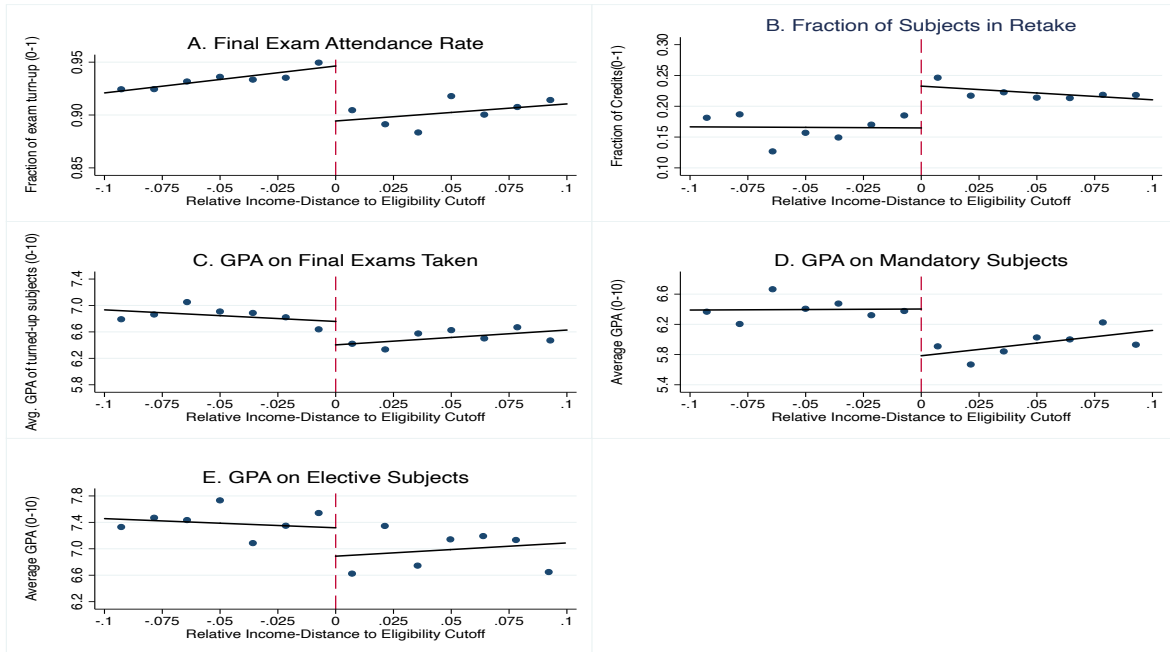 A. Final Exam Attendance Rate
Fraction of exam turn-up (0-1)
0.95
0.90
0.85
-.1 -.075 -.05 -.025 0 .025 .05 .075 .1
Relative Income-Distance to Eligibility Cutoff
B. Fraction of Subjects in Retake
Fraction of Credits(0-1)
0.30
0.25
0.20
0.15
0.10
-.1 -.075 -.05 -.025 0 .025 .05 .075 .1
Relative Income-Distance to Eligibility Cutoff
C. GPA on Final Exams Taken
Avg. GPA of turned-up subjects (0-10)
7.4
7.0
6.6
6.2
5.8
-.1 -.075 -.05 -.025 0 .025 .05 .075 .1
Relative Income-Distance to Eligibility Cutoff
D. GPA on Mandatory Subjects
Average GPA (0-10)
6.6
6.2
5.8
5.4
-.1 -.075 -.05 -.025 0 .025 .05 .075 .1
Relative Income-Distance to Eligibility Cutoff
E. GPA on Elective Subjects
Average GPA (0-10)
7.8
7.4
7.0
6.6
6.2
-.1 -.075 -.05 -.025 0 .025 .05 .075 .1
Relative Income-Distance to Eligibility Cutoff